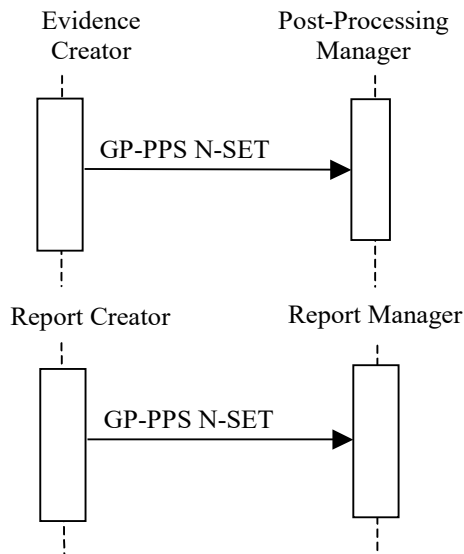 Evidence
Creator
Post-Processing
Manager
GP-PPS N-SET
Report Creator
Report Manager
GP-PPS N-SET